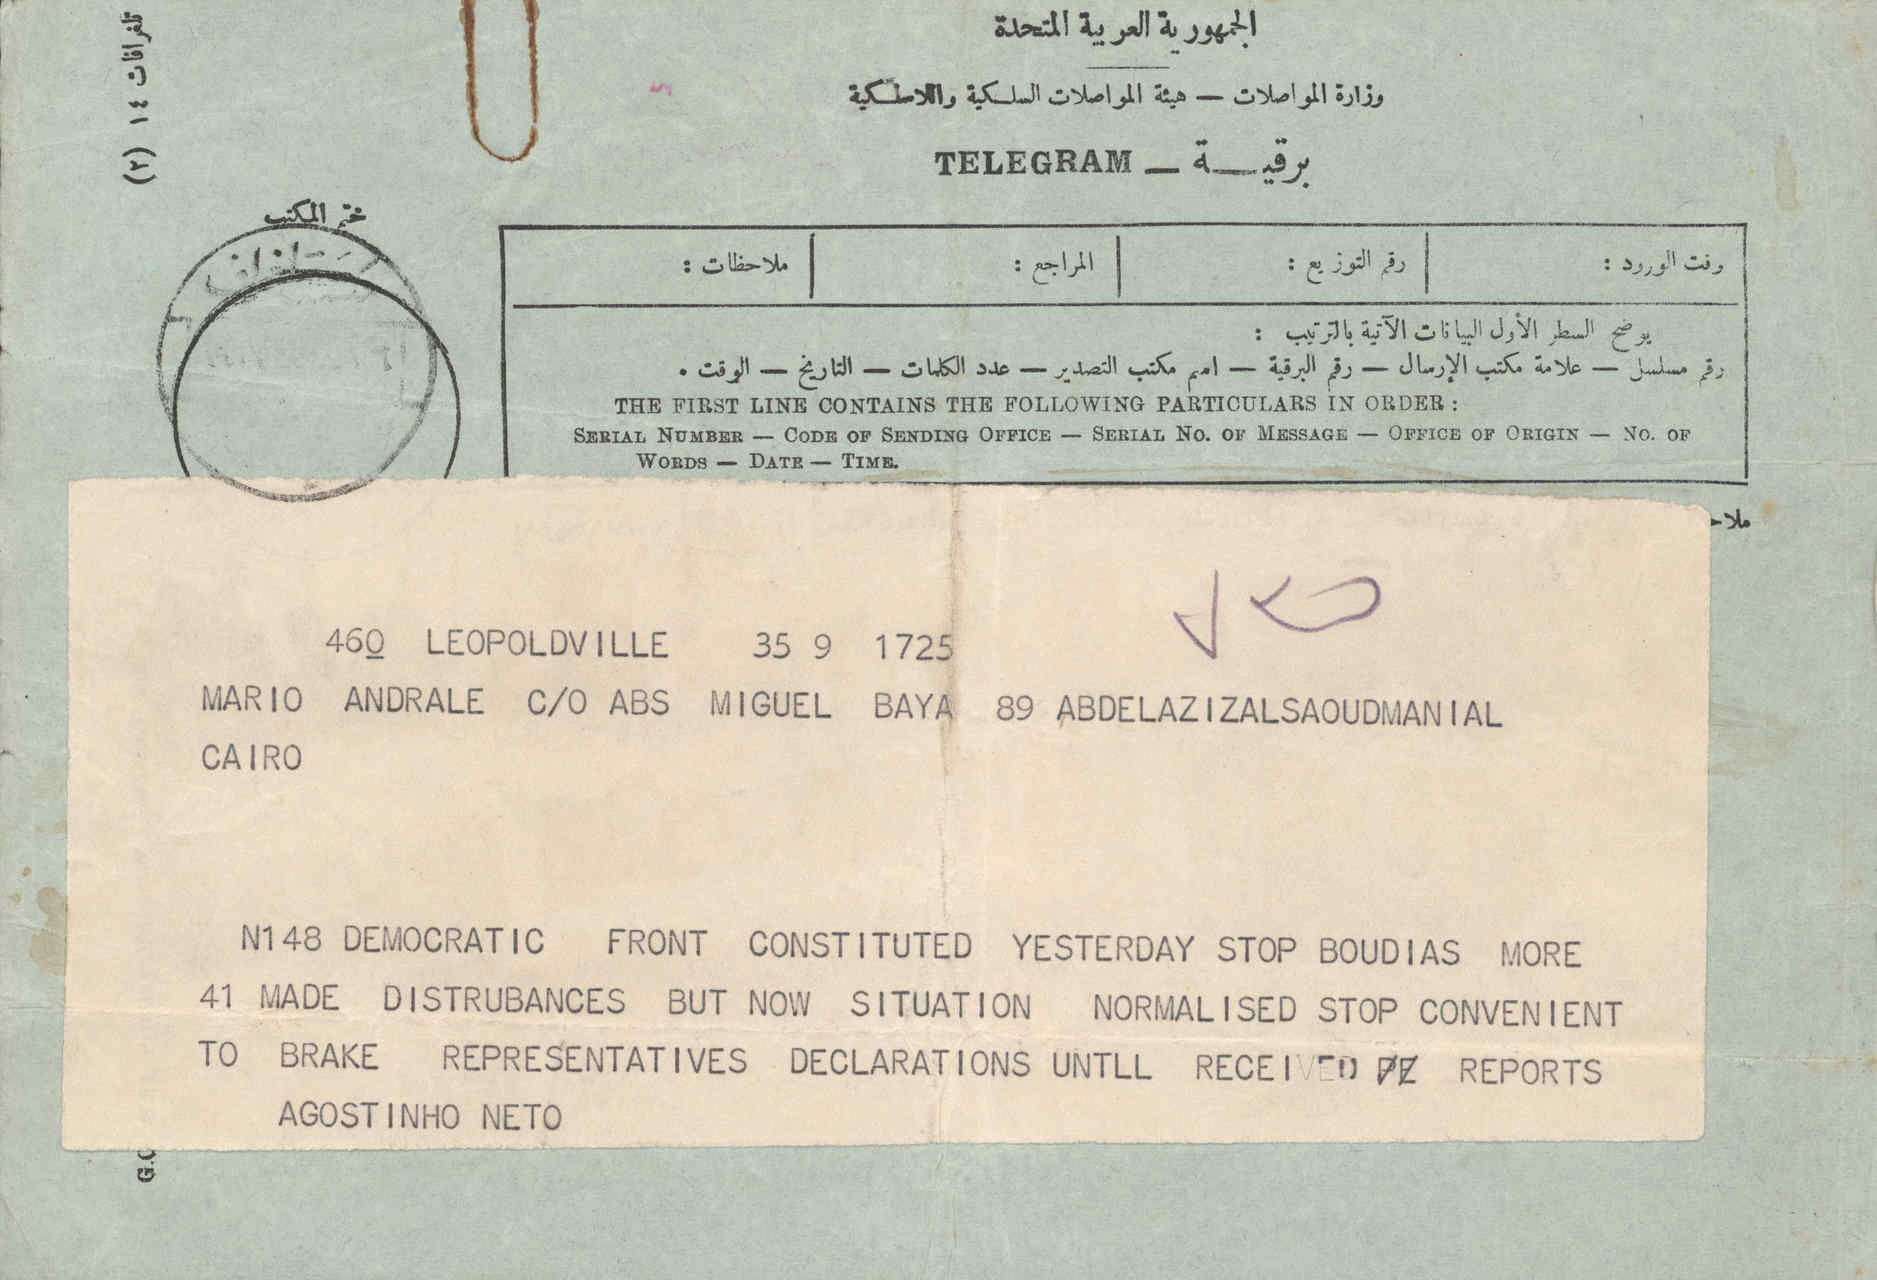 تلغرافات ١٤ (٢)
الجمهورية العربية المتحدة
وزارة المواصلات — هيئة المواصلات السلكية واللاسلكية
TELEGRAM — برقيـــة
ختم المكتب
وقت الورود :
رقم التوزيع :
المراجع :
ملاحظات :
يوضح السطر الأول البيانات الآتية بالترتيب :
رقم مسلسل — علامة مكتب الإرسال — رقم البرقية — اسم مكتب التصدير — عدد الكلمات — التاريخ — الوقت .
THE FIRST LINE CONTAINS THE FOLLOWING PARTICULARS IN ORDER :
SERIAL NUMBER — CODE OF SENDING OFFICE — SERIAL NO. OF MESSAGE — OFFICE OF ORIGIN — NO. OF
WORDS — DATE — TIME.
460 LEOPOLDVILLE 35 9 1725
MARIO ANDRALE C/O ABS MIGUEL BAYA 89 ABDELAZIZALSAOUDMANIAL
CAIRO
N148 DEMOCRATIC FRONT CONSTITUTED YESTERDAY STOP BOUDIAS MORE
41 MADE DISTRUBANCES BUT NOW SITUATION NORMALISED STOP CONVENIENT
TO BRAKE REPRESENTATIVES DECLARATIONS UNTLL RECEIVED REPORTS
AGOSTINHO NETO